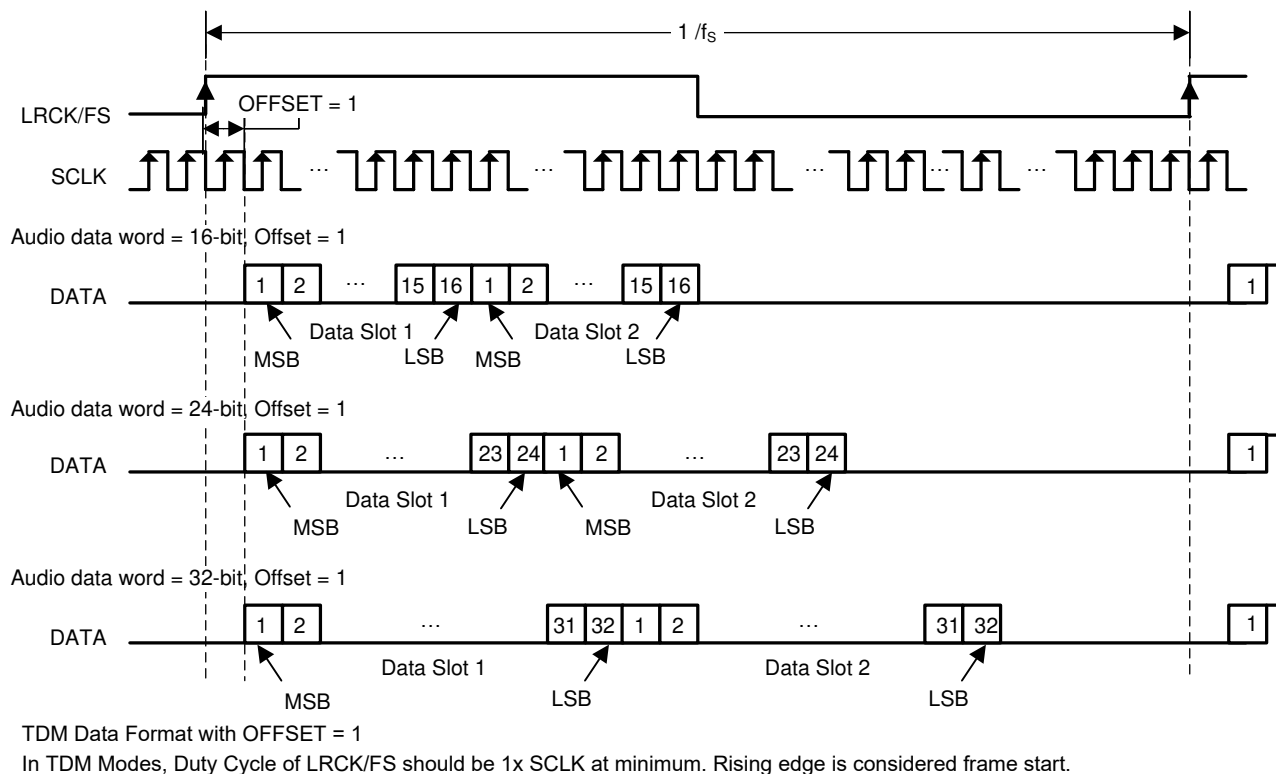 1 /fS
LRCK/FS
OFFSET = 1
SCLK … … … … …
Audio data word = 16-bit, Offset = 1
DATA 1 2 … 15 16 1 2 … 15 16 1
Data Slot 1 Data Slot 2
MSB LSB MSB LSB
Audio data word = 24-bit, Offset = 1
DATA 1 2 … 23 24 1 2 … 23 24 1
Data Slot 1 Data Slot 2
MSB LSB MSB LSB
Audio data word = 32-bit, Offset = 1
DATA 1 2 … 31 32 1 2 … 31 32 1
Data Slot 1 Data Slot 2
MSB LSB LSB
TDM Data Format with OFFSET = 1
In TDM Modes, Duty Cycle of LRCK/FS should be 1x SCLK at minimum. Rising edge is considered frame start.